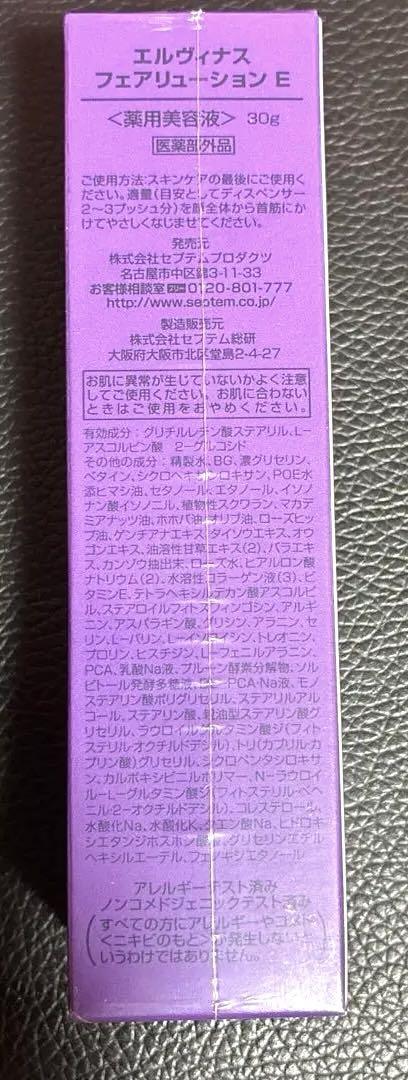 エルヴィナス
フェアリューション E
〈薬用美容液〉 30g
医薬部外品
ご使用方法:スキンケアの最後にご使用く
ださい。適量(目安としてディスペンサー
2〜3プッシュ分)を顔全体から首筋にか
けてやさしくなじませてください。
発売元
株式会社セプテムプロダクツ
名古屋市中区錦3-11-33
お客様相談室 0120-801-777
http://www.septem.co.jp/
製造販売元
株式会社セプテム総研
大阪府大阪市北区堂島2-4-27
お肌に異常が生じていないかよく注意
してご使用ください。お肌に合わない
ときはご使用をおやめください。
有効成分:グリチルレチン酸ステアリル、L-
アスコルビン酸 2-グルコシド
その他の成分:精製水、BG、濃グリセリン、
ベタイン、シクロヘキサシロキサン、POE水
添ヒマシ油、セタノール、エタノール、イソノ
ナン酸イソノニル、植物性スクワラン、マカデ
ミアナッツ油、ホホバ油、オリブ油、ローズヒッ
プ油、ゲンチアナエキス、タイソウエキス、オウ
ゴンエキス、油溶性甘草エキス(2)、バラエキ
ス、カンゾウ抽出末、ローズ水、ヒアルロン酸
ナトリウム(2)、水溶性コラーゲン液(3)、ビ
タミンE、テトラヘキシルデカン酸アスコルビ
ル、ステアロイルフィトスフィンゴシン、アルギ
ニン、アスパラギン酸、グリシン、アラニン、セ
リン、L-バリン、L-イソロイシン、トレオニン、
プロリン、ヒスチジン、L-フェニルアラニン、
PCA、乳酸Na液、プルーン酵素分解物、ソル
ビトール発酵多糖液、DL-PCA・Na液、モノ
ステアリン酸ポリグリセリル、ステアリルアル
コール、ステアリン酸、親油型ステアリン酸グ
リセリル、ラウロイルグルタミン酸ジ(フィト
ステリル・オクチルドデシル)、トリ(カプリル・カ
プリン酸)グリセリル、シクロペンタシロキサ
ン、カルボキシビニルポリマー、N-ラウロイ
ル-L-グルタミン酸ジ(フィトステリル・ベヘ
ニル・2-オクチルドデシル)、コレステロール、
水酸化Na、水酸化K、クエン酸Na、ヒドロキ
シエタンジホスホン酸液、グリセリンエチル
ヘキシルエーテル、フェノキシエタノール
アレルギーテスト済み
ノンコメドジェニックテスト済み
(すべての方にアレルギーやコメド
〈ニキビのもと〉が発生しないと
いうわけではありません。)